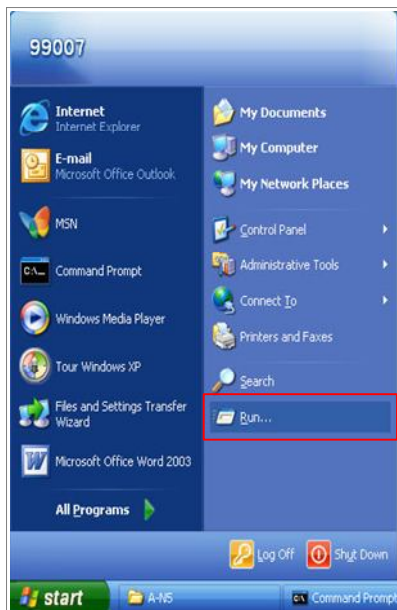 99007
Internet
Internet Explorer
E-mail
Microsoft Office Outlook
MSN
Command Prompt
Windows Media Player
Tour Windows XP
Files and Settings Transfer
Wizard
Microsoft Office Word 2003
All Programs
My Documents
My Computer
My Network Places
Control Panel
Administrative Tools
Connect To
Printers and Faxes
Search
Run...
Log Off
Shut Down
start
A-NS
Command Prompt